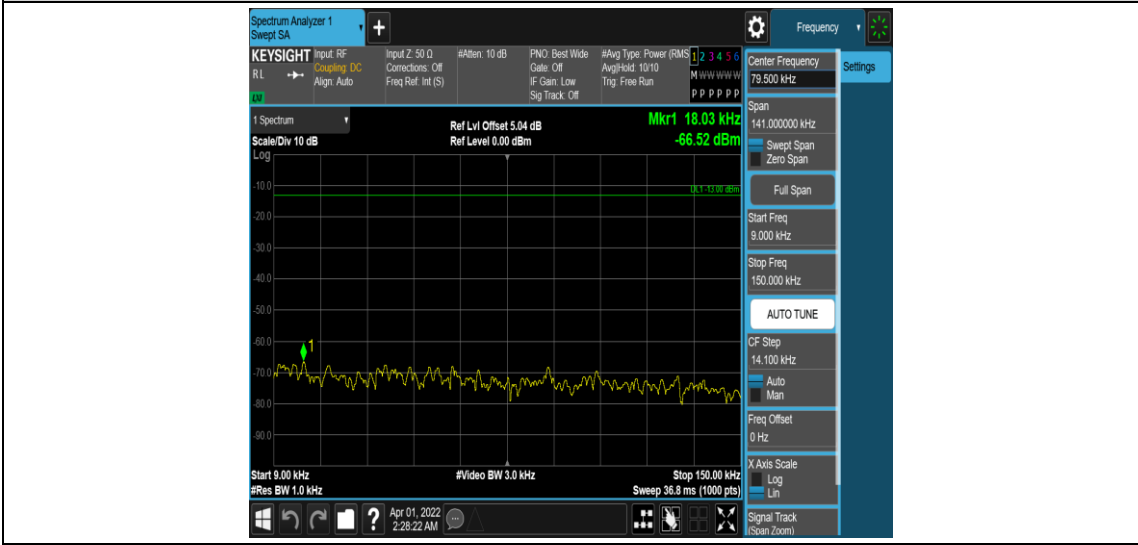 Spectrum Analyzer 1
Swept SA
+
Frequency
KEYSIGHT
R L
LXI
Input: RF
Coupling: DC
Align: Auto
Input Z: 50 Ω
Corrections: Off
Freq Ref: Int (S)
#Atten: 10 dB
PNO: Best Wide
Gate: Off
IF Gain: Low
Sig Track: Off
#Avg Type: Power (RMS
Avg|Hold: 10/10
Trig: Free Run
1 2 3 4 5 6
M W W W W W
P P P P P P
1 Spectrum
Scale/Div 10 dB
Log
Ref Lvl Offset 5.04 dB
Ref Level 0.00 dBm
Mkr1 18.03 kHz
-66.52 dBm
DL1 -13.00 dBm
-10.0
-20.0
-30.0
-40.0
-50.0
-60.0
1
-70.0
-80.0
-90.0
Start 9.00 kHz
#Res BW 1.0 kHz
#Video BW 3.0 kHz
Stop 150.00 kHz
Sweep 36.8 ms (1000 pts)
?
Apr 01, 2022
2:28:22 AM
Center Frequency
79.500 kHz
Settings
Span
141.000000 kHz
Swept Span
Zero Span
Full Span
Start Freq
9.000 kHz
Stop Freq
150.000 kHz
AUTO TUNE
CF Step
14.100 kHz
Auto
Man
Freq Offset
0 Hz
X Axis Scale
Log
Lin
Signal Track
(Span Zoom)